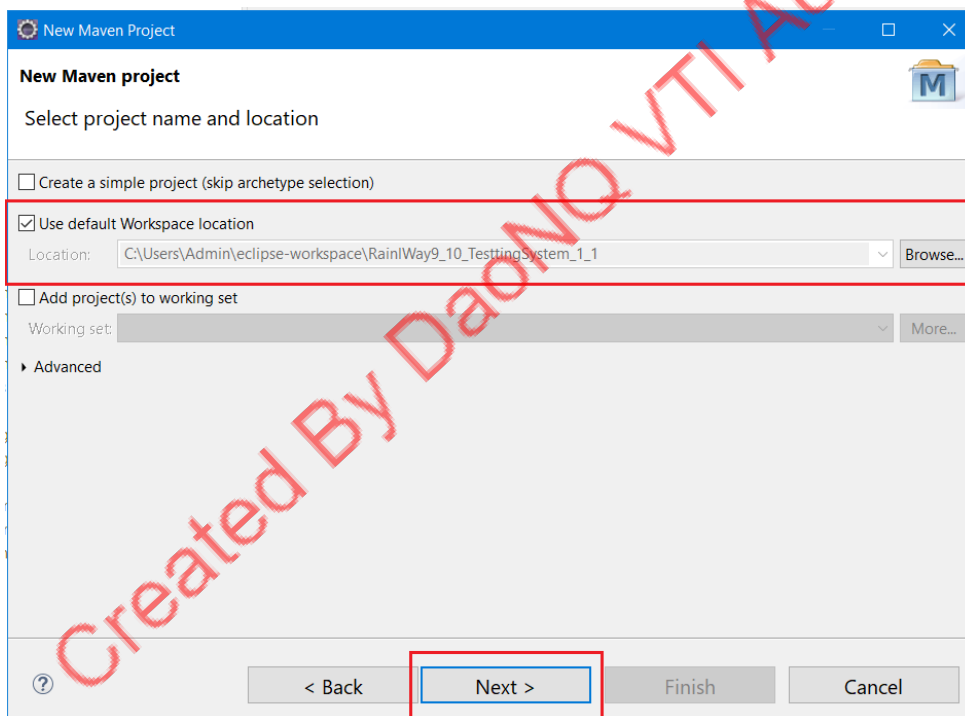 New Maven Project
New Maven project
M
Select project name and location
Create a simple project (skip archetype selection)
Use default Workspace location
Location: C:\Users\Admin\eclipse-workspace\RainlWay9_10_TesttingSystem_1_1 Browse...
Add project(s) to working set
Working set: More...
Advanced
? < Back Next > Finish Cancel
Created By DaoNQ VTI